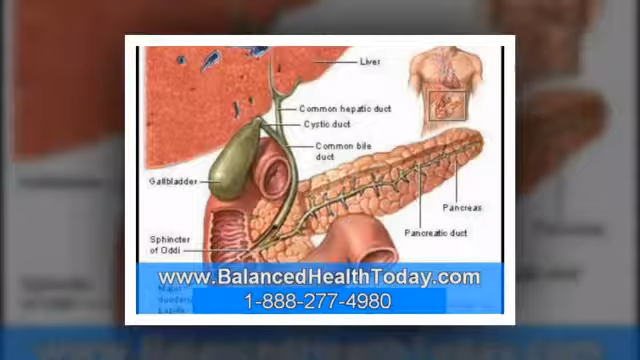 Liver
Common hepatic duct
Cystic duct
Common bile
duct
Gallbladder
Pancreas
Pancreatic duct
Sphincter
of Oddi
www.BalancedHealthToday.com
1-888-277-4980